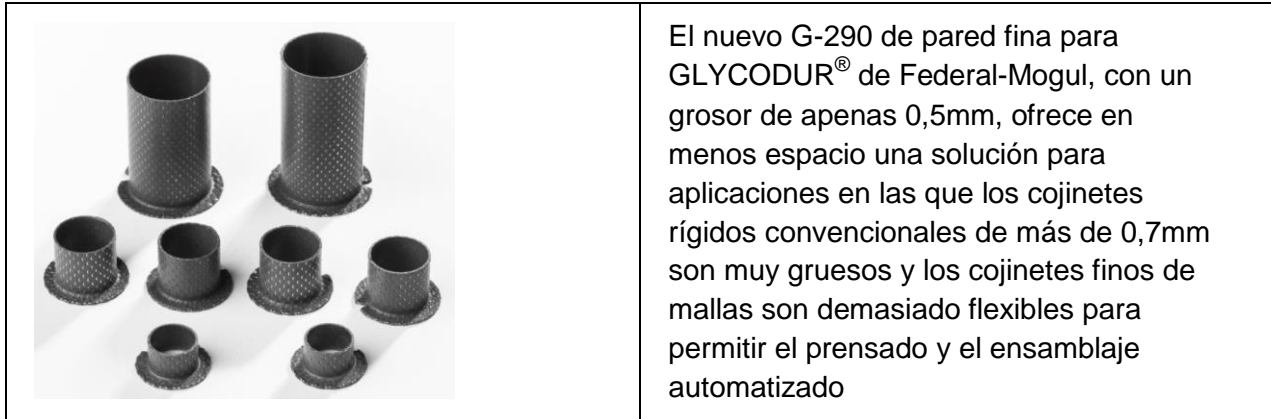 El nuevo G-290 de pared fina para
GLYCODUR® de Federal-Mogul, con un
grosor de apenas 0,5mm, ofrece en
menos espacio una solución para
aplicaciones en las que los cojinetes
rígidos convencionales de más de 0,7mm
son muy gruesos y los cojinetes finos de
mallas son demasiado flexibles para
permitir el prensado y el ensamblaje
automatizado